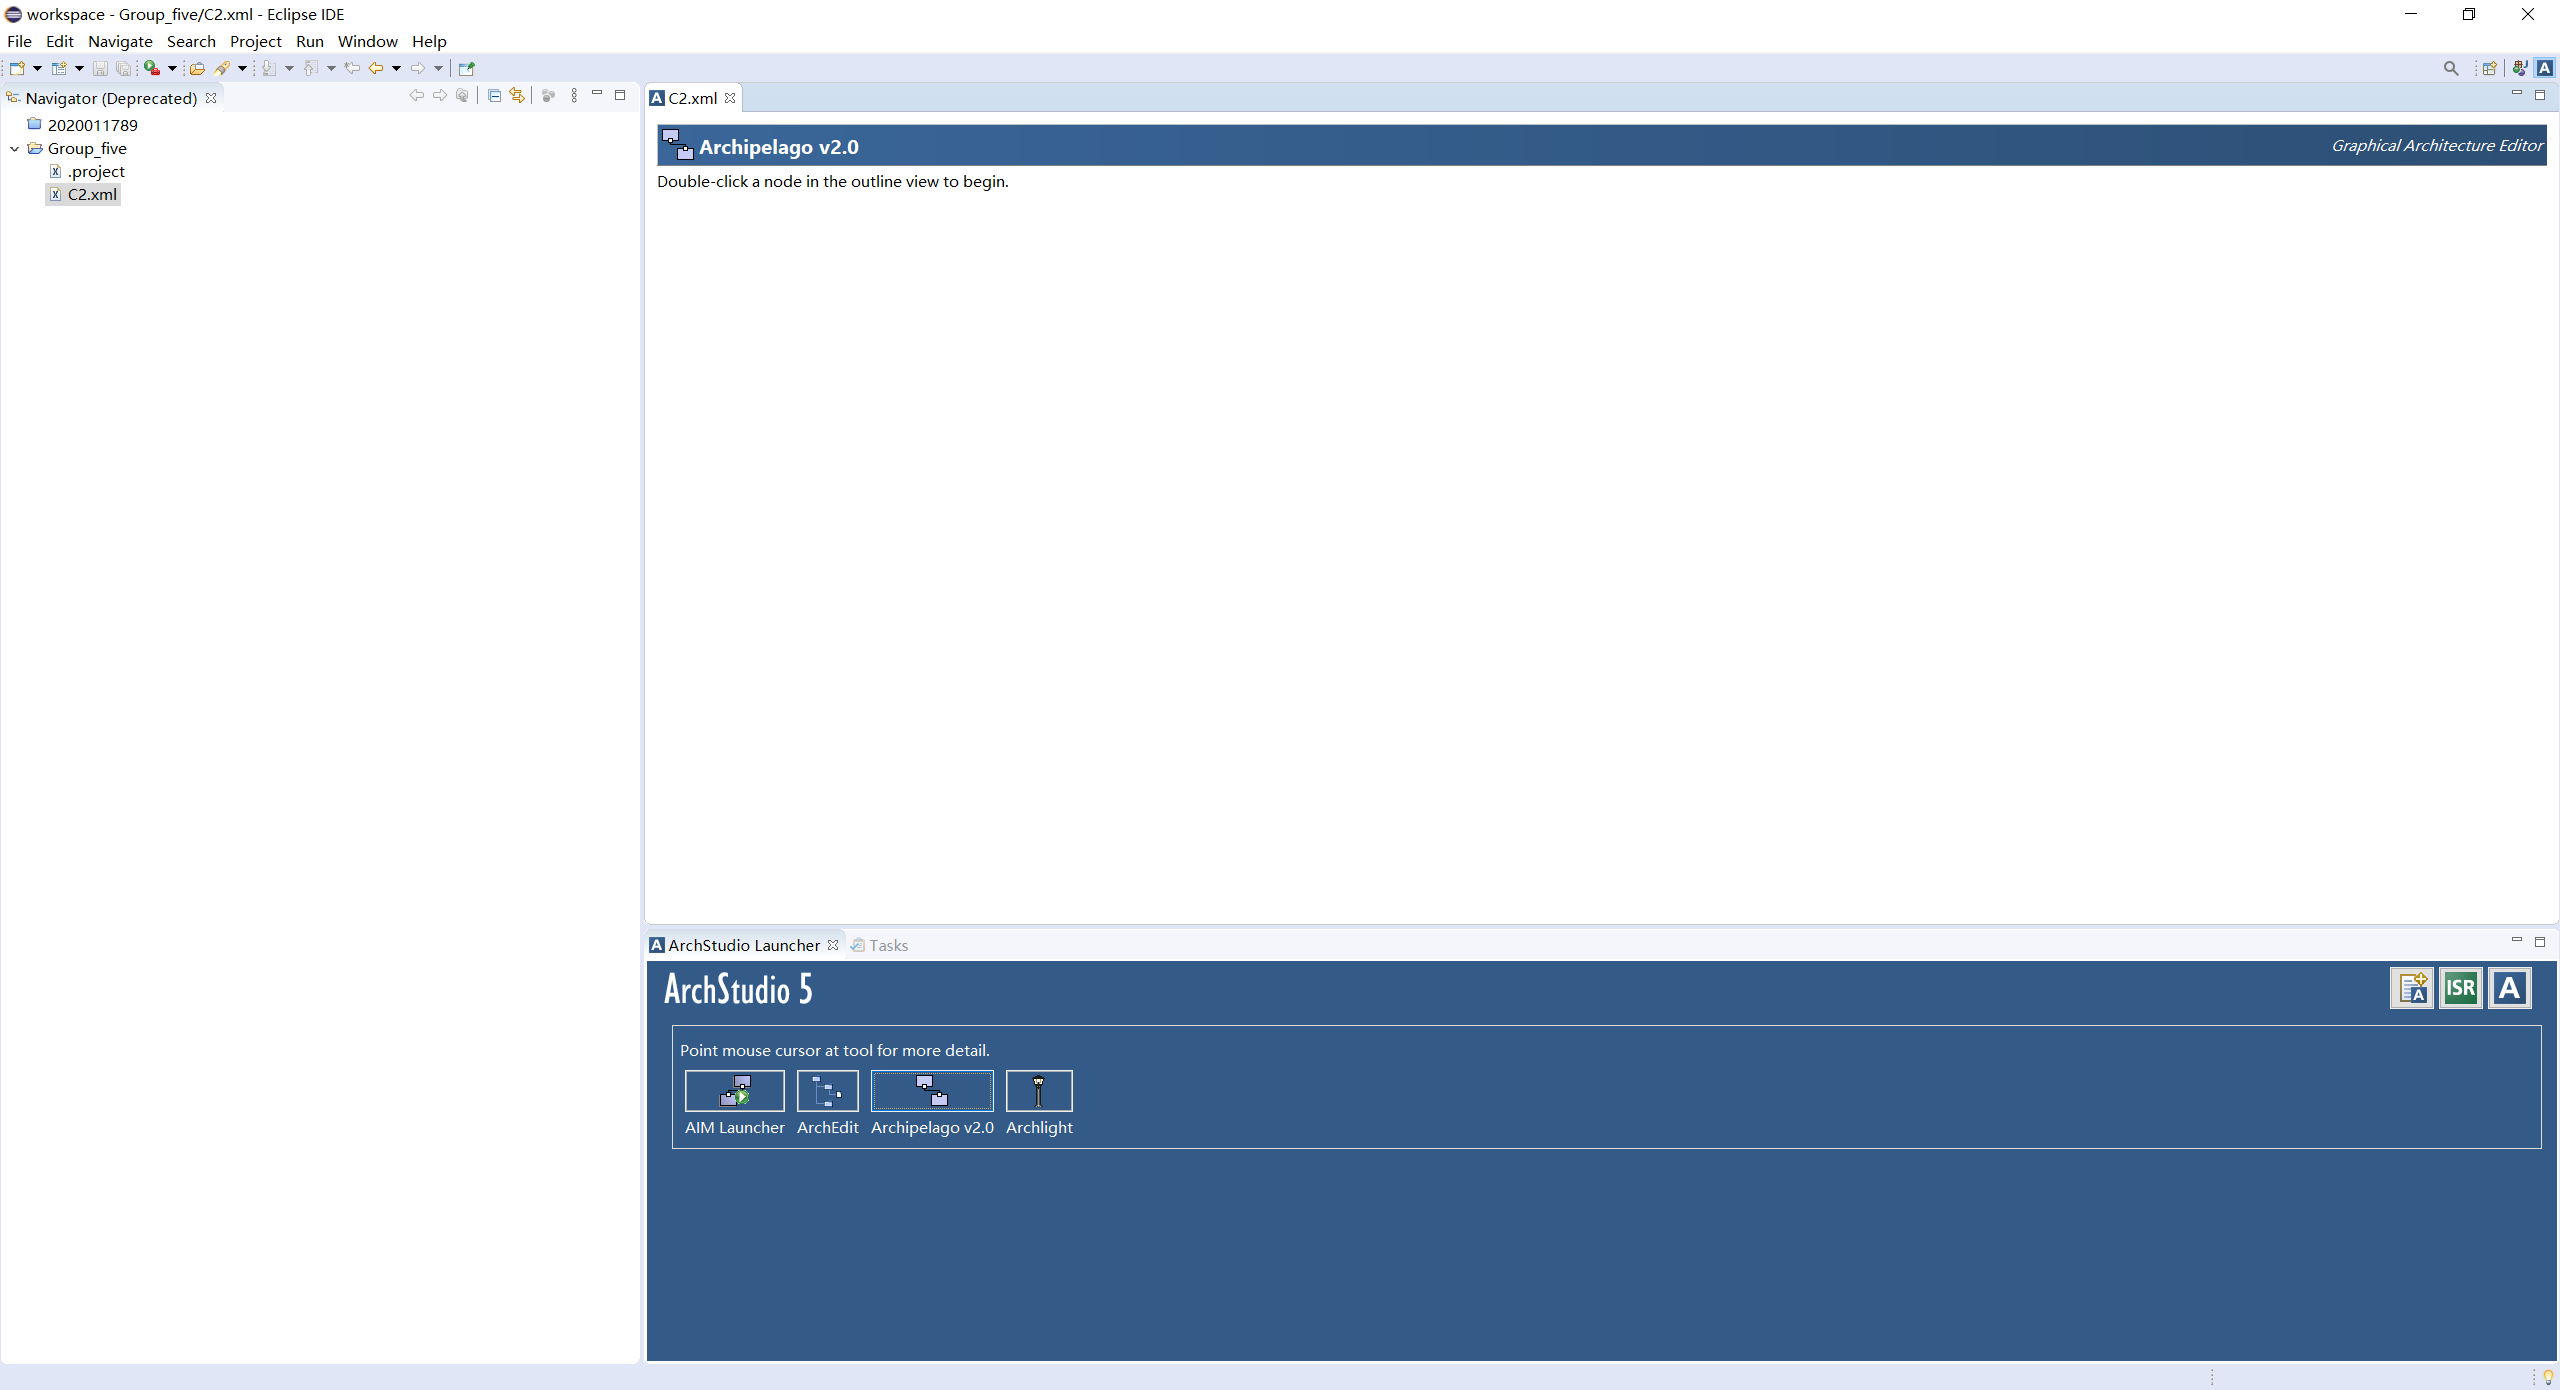 workspace - Group_five/C2.xml - Eclipse IDE
File Edit Navigate Search Project Run Window Help
Navigator (Deprecated)
2020011789
Group_five
.project
C2.xml
C2.xml
Archipelago v2.0
Graphical Architecture Editor
Double-click a node in the outline view to begin.
ArchStudio Launcher
Tasks
ArchStudio 5
ISR
A
Point mouse cursor at tool for more detail.
AIM Launcher
ArchEdit
Archipelago v2.0
Archlight